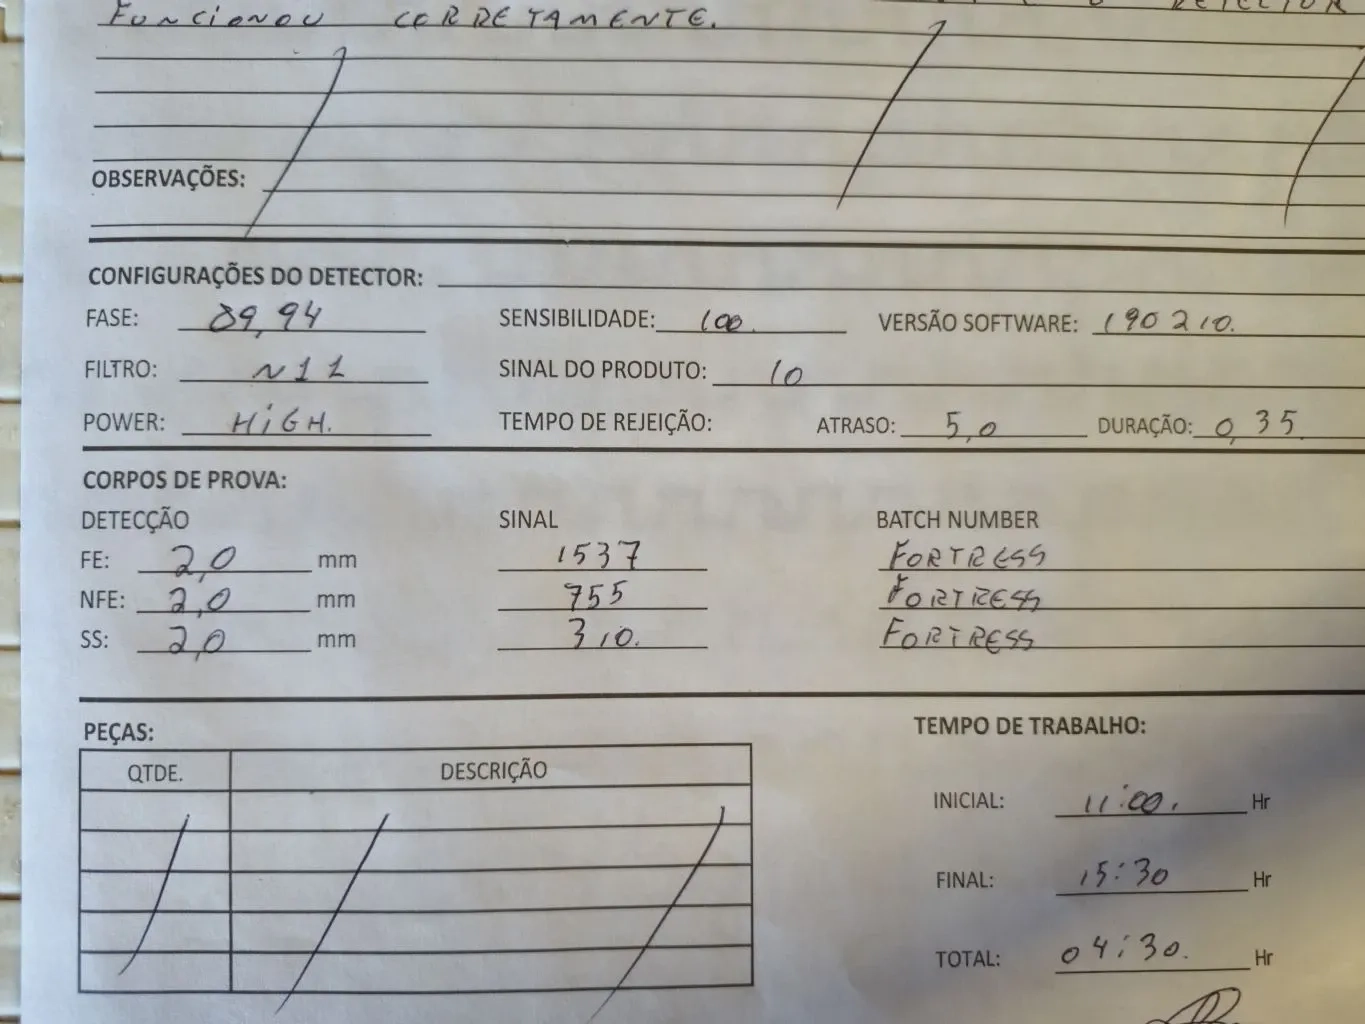 DETECTOR
FUNCIONOU CORRETAMENTE.
OBSERVAÇÕES:
CONFIGURAÇÕES DO DETECTOR:
FASE: 89,94 SENSIBILIDADE: 100. VERSÃO SOFTWARE: 190210.
FILTRO: N11 SINAL DO PRODUTO: 10
POWER: HIGH. TEMPO DE REJEIÇÃO: ATRASO: 5,0 DURAÇÃO: 0,35
CORPOS DE PROVA:
DETECÇÃO SINAL BATCH NUMBER
FE: 2,0 mm 1537 FORTRESS
NFE: 2,0 mm 755 FORTRESS
SS: 2,0 mm 310. FORTRESS
PEÇAS: TEMPO DE TRABALHO:
QTDE. DESCRIÇÃO
INICIAL: 11:00. Hr
FINAL: 15:30 Hr
TOTAL: 04:30. Hr